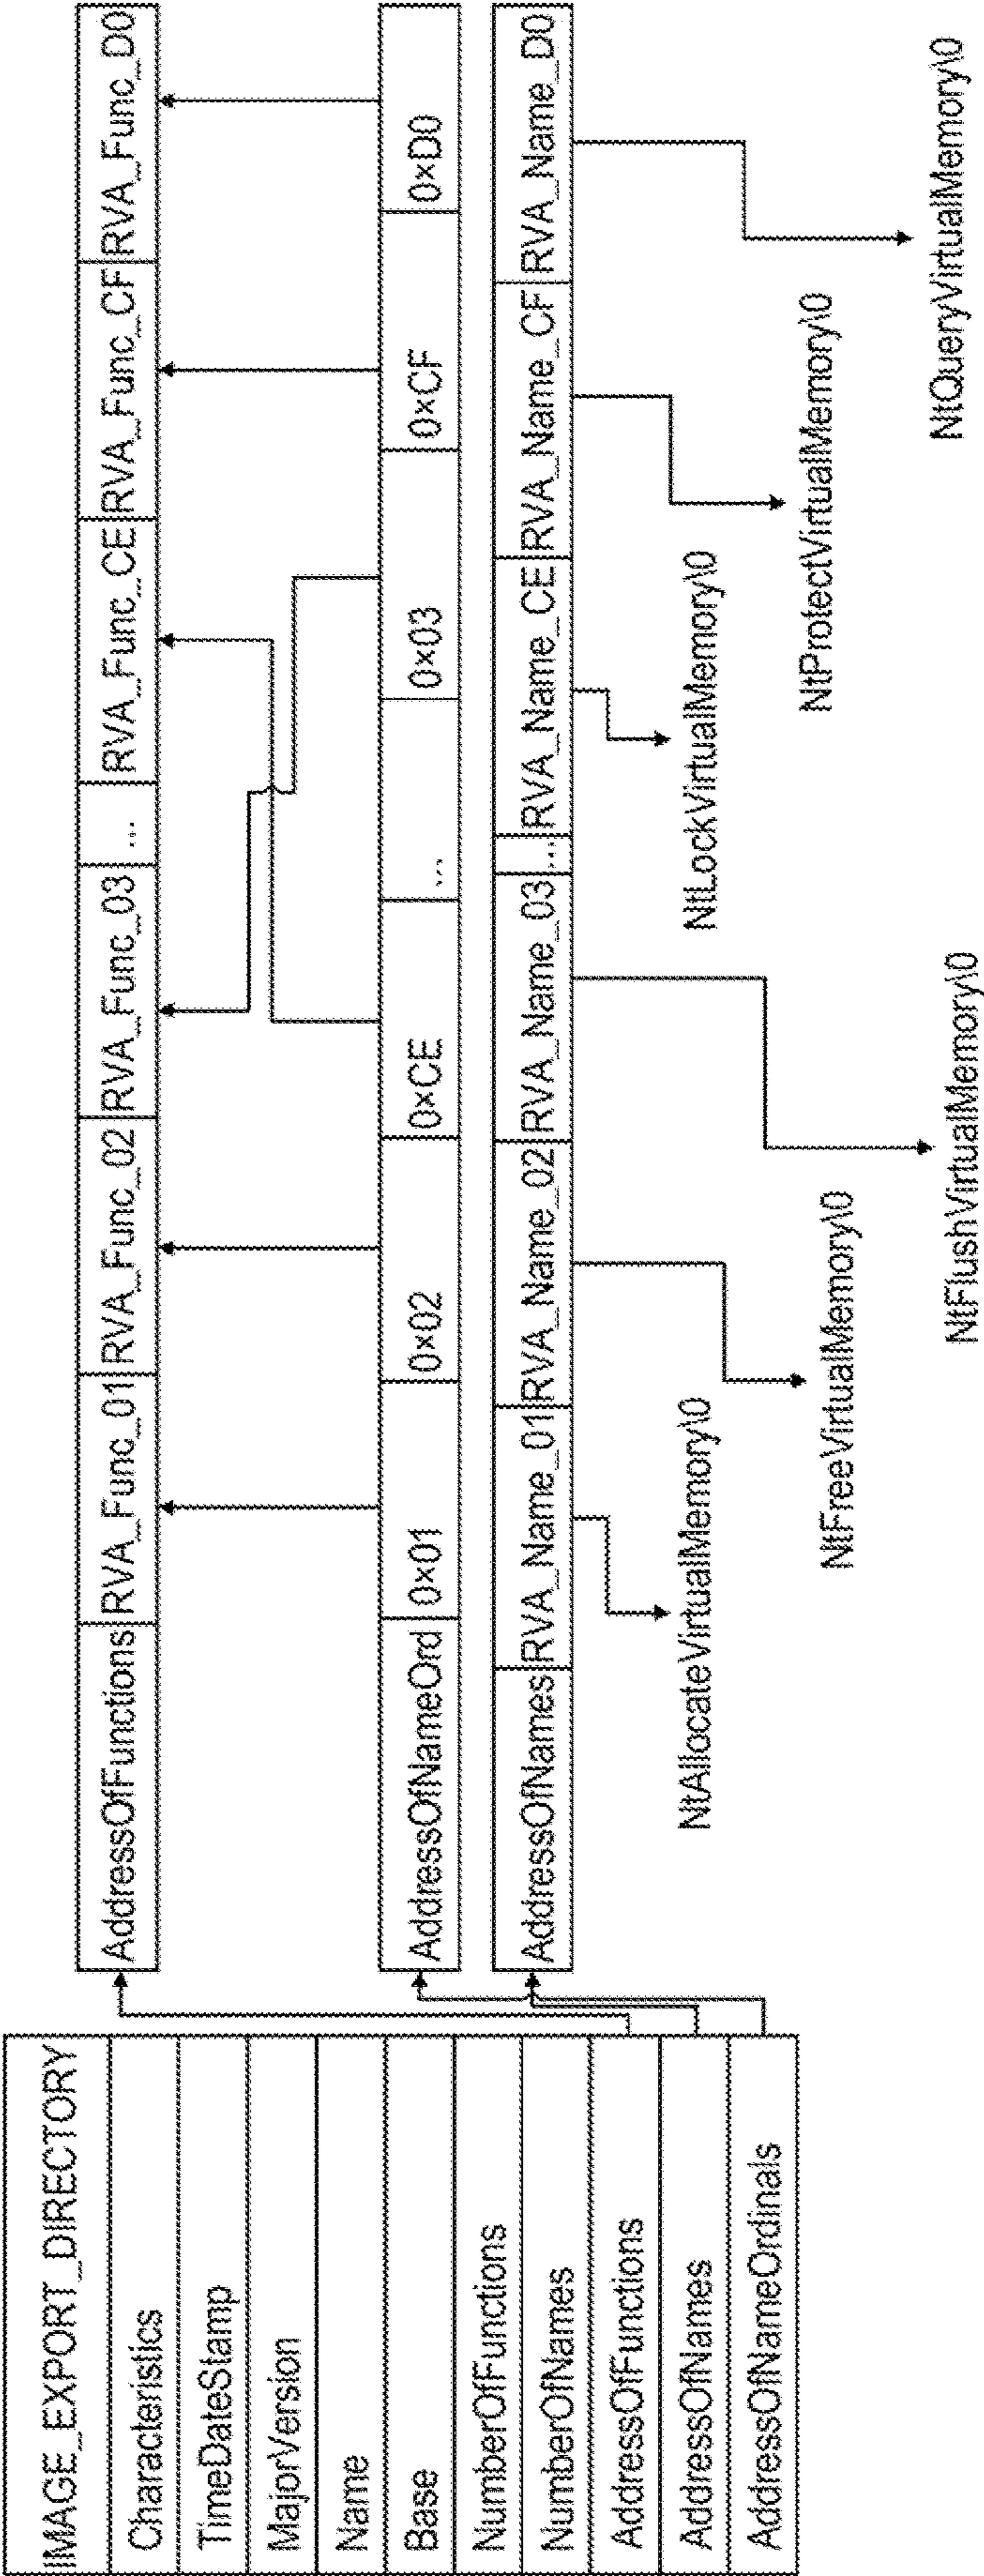 IMAGE_EXPORT_DIRECTORY
Characteristics
TimeDateStamp
MajorVersion
Name
Base
NumberOfFunctions
NumberOfNames
AddressOfFunctions
AddressOfNames
AddressOfNameOrdinals
AddressOfFunctions RVA_Func_01 RVA_Func_02 RVA_Func_03 ... RVA_Func_CE RVA_Func_CF RVA_Func_D0
AddressOfNameOrd 0×01 0×02 0×CE ... 0×03 0×CF 0×D0
AddressOfNames RVA_Name_01 RVA_Name_02 RVA_Name_03 ... RVA_Name_CE RVA_Name_CF RVA_Name_D0
NtAllocateVirtualMemory\0
NtLockVirtualMemory\0
NtFreeVirtualMemory\0
NtProtectVirtualMemory\0
NtFlushVirtualMemory\0
NtQueryVirtualMemory\0